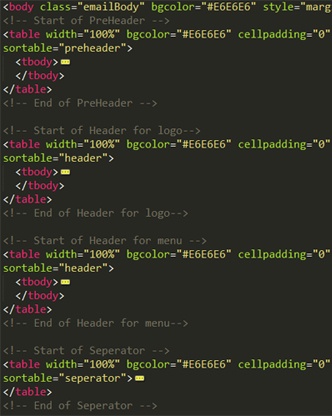 <body class="emailBody" bgcolor="#E6E6E6" style="marg
<!-- Start of PreHeader -->
<table width="100%" bgcolor="#E6E6E6" cellpadding="0"
sortable="preheader">
<tbody>
</tbody>
</table>
<!-- End of PreHeader -->
<!-- Start of Header for logo-->
<table width="100%" bgcolor="#E6E6E6" cellpadding="0"
sortable="header">
<tbody>
</tbody>
</table>
<!-- End of Header for logo-->
<!-- Start of Header for menu -->
<table width="100%" bgcolor="#E6E6E6" cellpadding="0"
sortable="header">
<tbody>
</tbody>
</table>
<!-- End of Header for menu-->
<!-- Start of Seperator -->
<table width="100%" bgcolor="#E6E6E6" cellpadding="0"
sortable="seperator">
</table>
<!-- End of Seperator -->